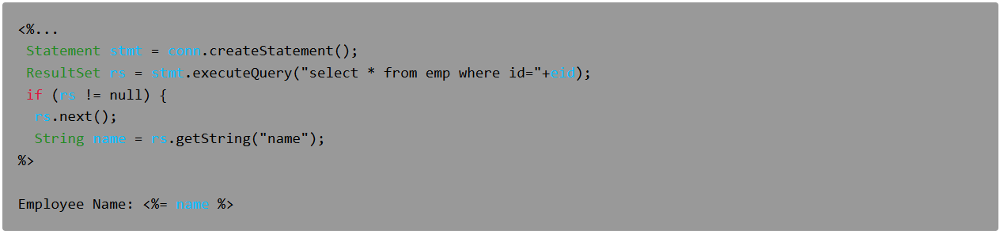 <%...
Statement stmt = conn.createStatement();
ResultSet rs = stmt.executeQuery("select * from emp where id="+eid);
if (rs != null) {
rs.next();
String name = rs.getString("name");
%>
Employee Name: <%= name %>